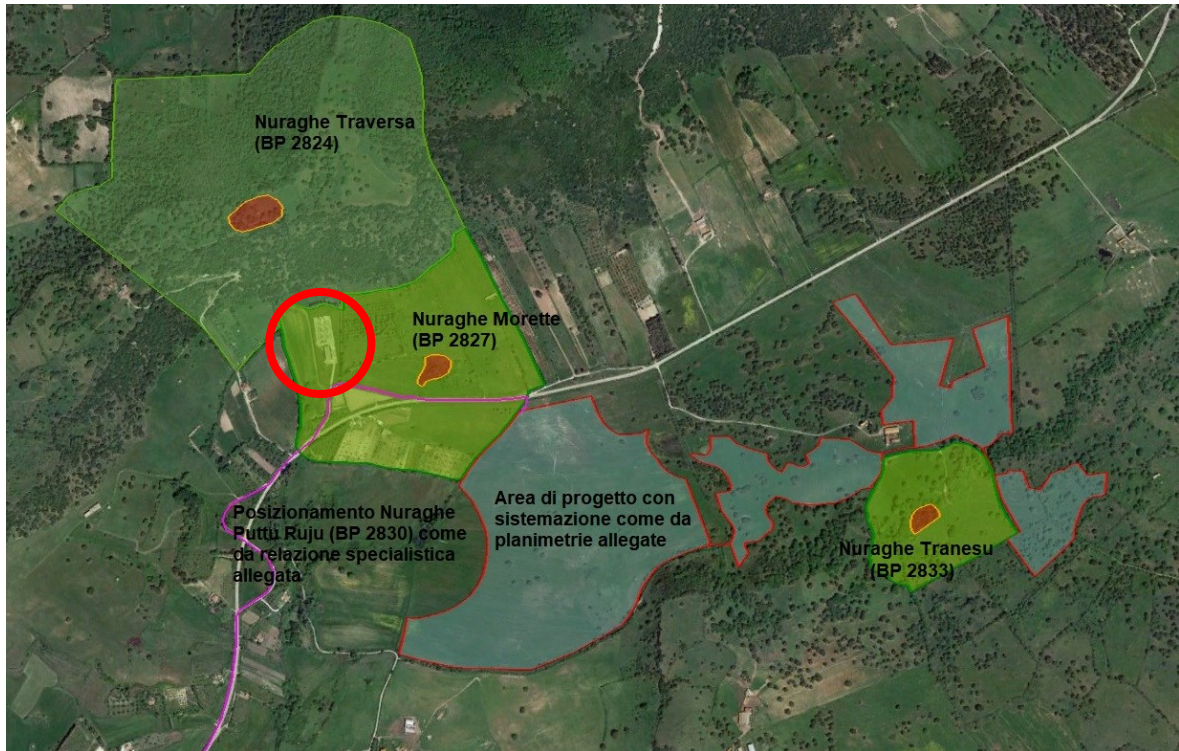 Nuraghe Traversa
(BP 2824)
Nuraghe Morette
(BP 2827)
Posizionamento Nuraghe
Puttu Ruju (BP 2830) come
da relazione specialistica
allegata
Area di progetto con
sistemazione come da
planimetrie allegate
Nuraghe Tranesu
(BP 2833)